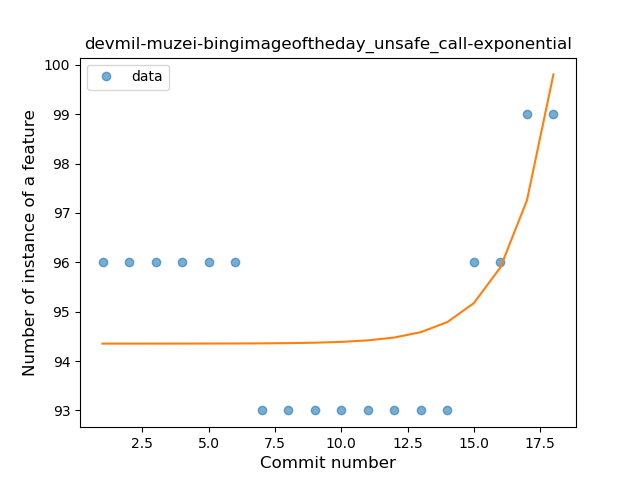 devmil-muzei-bingimageoftheday_unsafe_call-exponential
data
Number of instance of a feature
100
99
98
97
96
95
94
93
2.5 5.0 7.5 10.0 12.5 15.0 17.5
Commit number